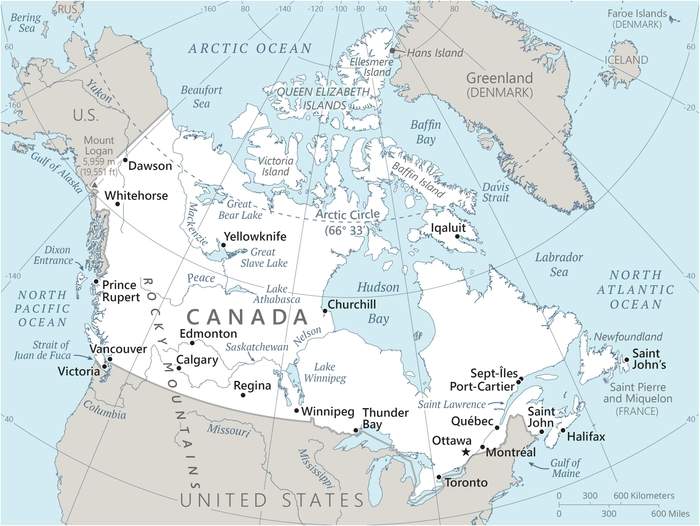 Bering
Sea
RUS.
60
ARCTIC OCEAN
80
80
60
Faroe Islands
(DENMARK)
ICELAND
Ellesmere
Island
Hans Island
Greenland
(DENMARK)
QUEEN ELIZABETH
ISLANDS
Yukon
Beaufort
Sea
-160
U.S.
Mount
Logan
5,959 m
(19,551 ft)
Gulf of Alaska
Baffin
Bay
Dawson
Victoria
Island
Baffin Island
Davis
Strait
Whitehorse
Great
Bear Lake
Arctic Circle
(66° 33')
Iqaluit
Mackenzie
Yellowknife
Great
Slave Lake
Dixon
Entrance
Labrador
Sea
-140
Prince
Rupert
Peace
Lake
Athabasca
Hudson
Bay
NORTH
PACIFIC
OCEAN
NORTH
ATLANTIC
OCEAN
ROCKY MOUNTAINS
CANADA
Churchill
Nelson
Edmonton
Strait of
Juan de Fuca
Vancouver
Victoria
Calgary
Saskatchewan
Lake
Winnipeg
Newfoundland
Saint
John's
Sept-Îles
Port-Cartier
Saint Pierre
and Miquelon
(FRANCE)
Regina
Saint Lawrence
Columbia
Winnipeg
Thunder
Bay
Québec
Saint
John
Halifax
40
40
Missouri
Ottawa
Montréal
Gulf of
Maine
Mississippi
Toronto
UNITED STATES
-120
-100
-80
-60
0 300 600 Kilometers
0 300 600 Miles